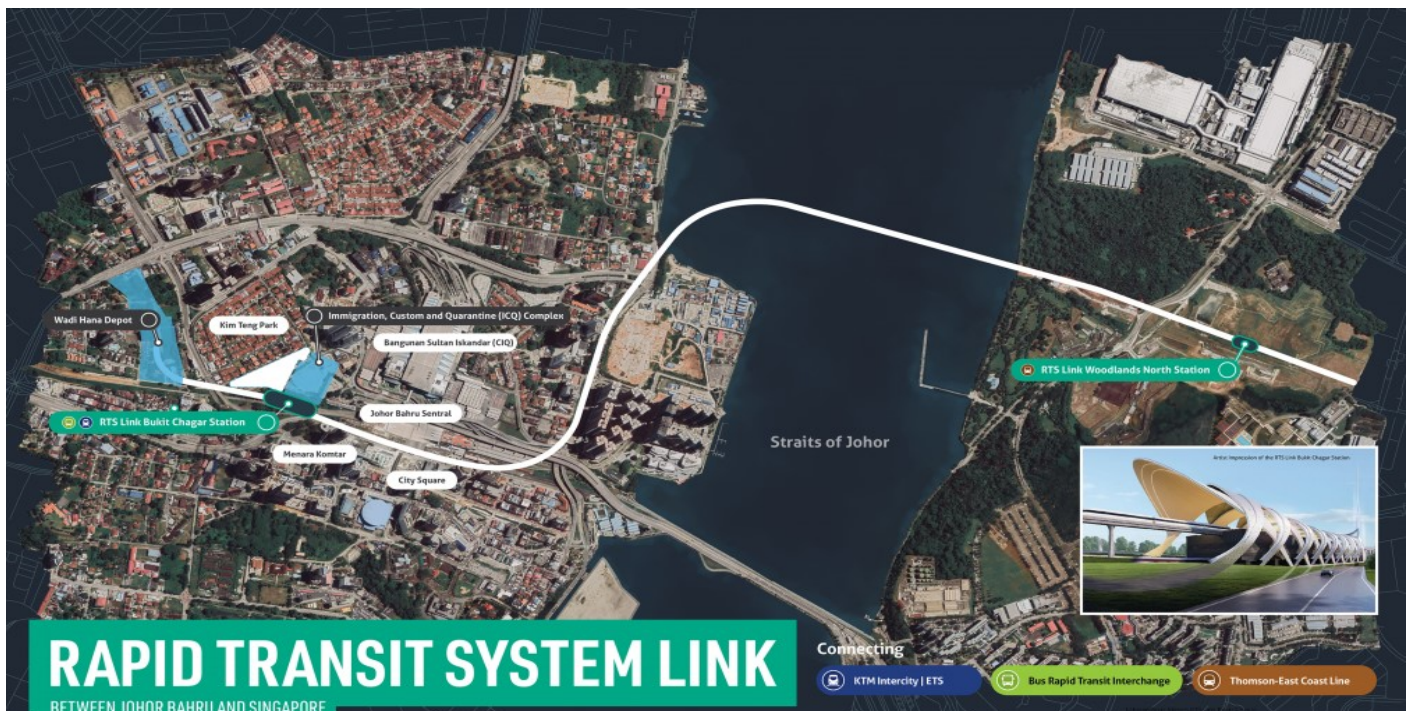 Wadi Hana Depot
Kim Teng Park
Immigration, Custom and Quarantine (ICQ) Complex
Bangunan Sultan Iskandar (CIQ)
RTS Link Bukit Chagar Station
Johor Bahru Sentral
Menara Komtar
City Square
Straits of Johor
RTS Link Woodlands North Station
Artist Impression of the RTS Link Bukit Chagar Station
RAPID TRANSIT SYSTEM LINK
BETWEEN JOHOR BAHRU AND SINGAPORE
Connecting
KTM Intercity | ETS
Bus Rapid Transit Interchange
Thomson-East Coast Line